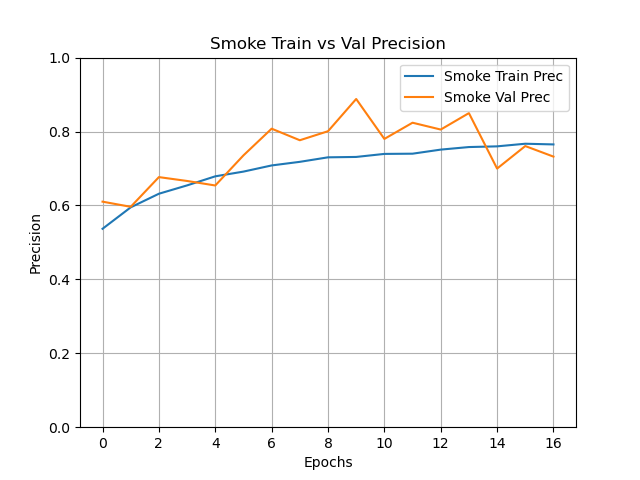 Smoke Train vs Val Precision
Smoke Train Prec
Smoke Val Prec
1.0
0.8
0.6
0.4
0.2
0.0
Precision
0 2 4 6 8 10 12 14 16
Epochs